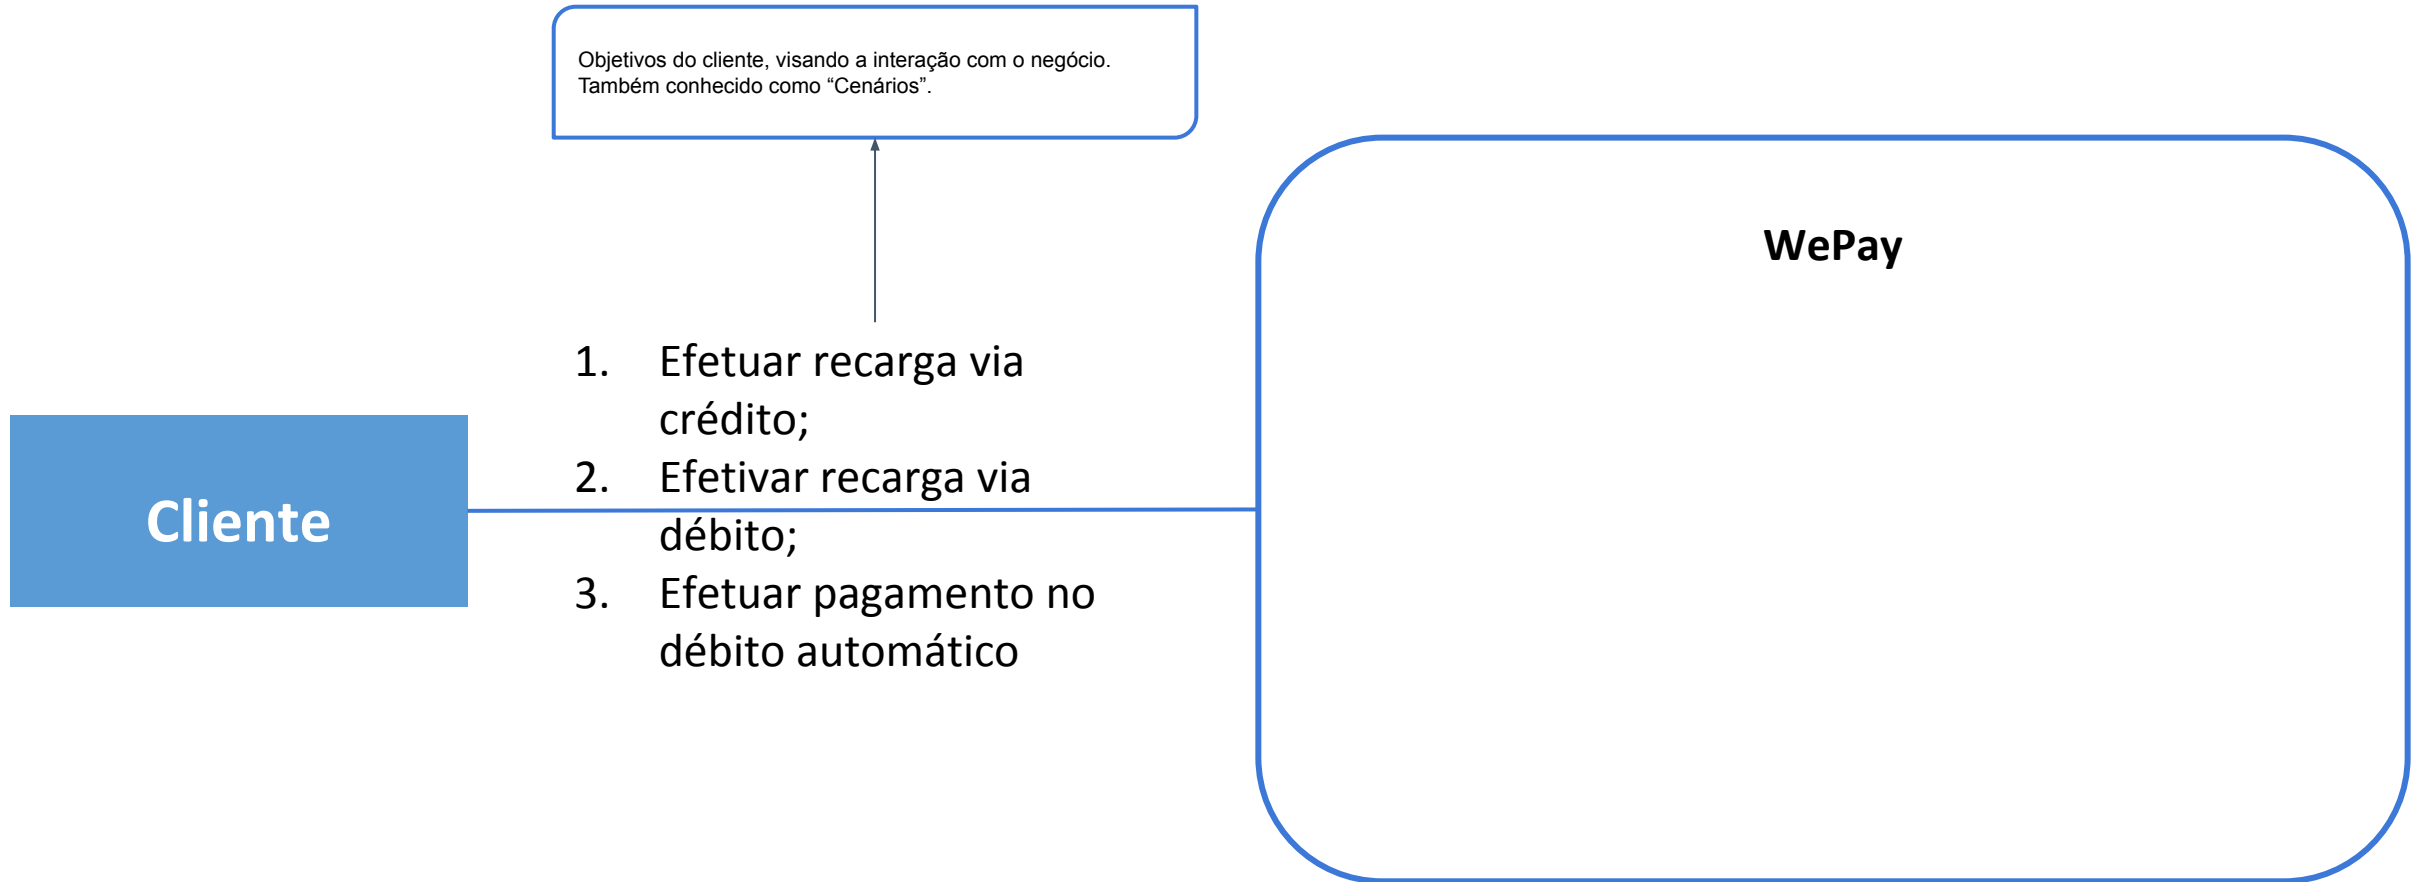 Objetivos do cliente, visando a interação com o negócio.
Também conhecido como “Cenários”.
WePay
1. Efetuar recarga via
crédito;
2. Efetivar recarga via
débito;
3. Efetuar pagamento no
débito automático
Cliente